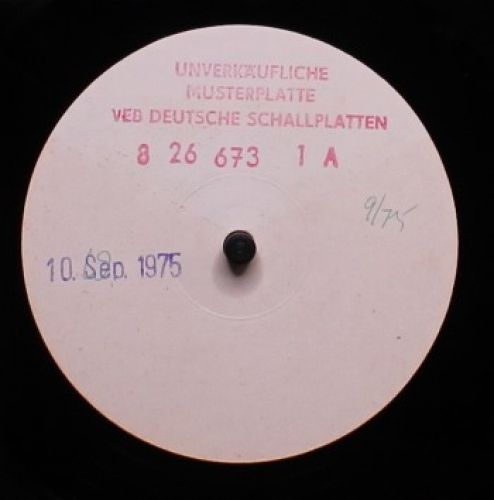 UNVERKÄUFLICHE
MUSTERPLATTE
VEB DEUTSCHE SCHALLPLATTEN
8 26 673 1 A
9/75
10. Sep. 1975